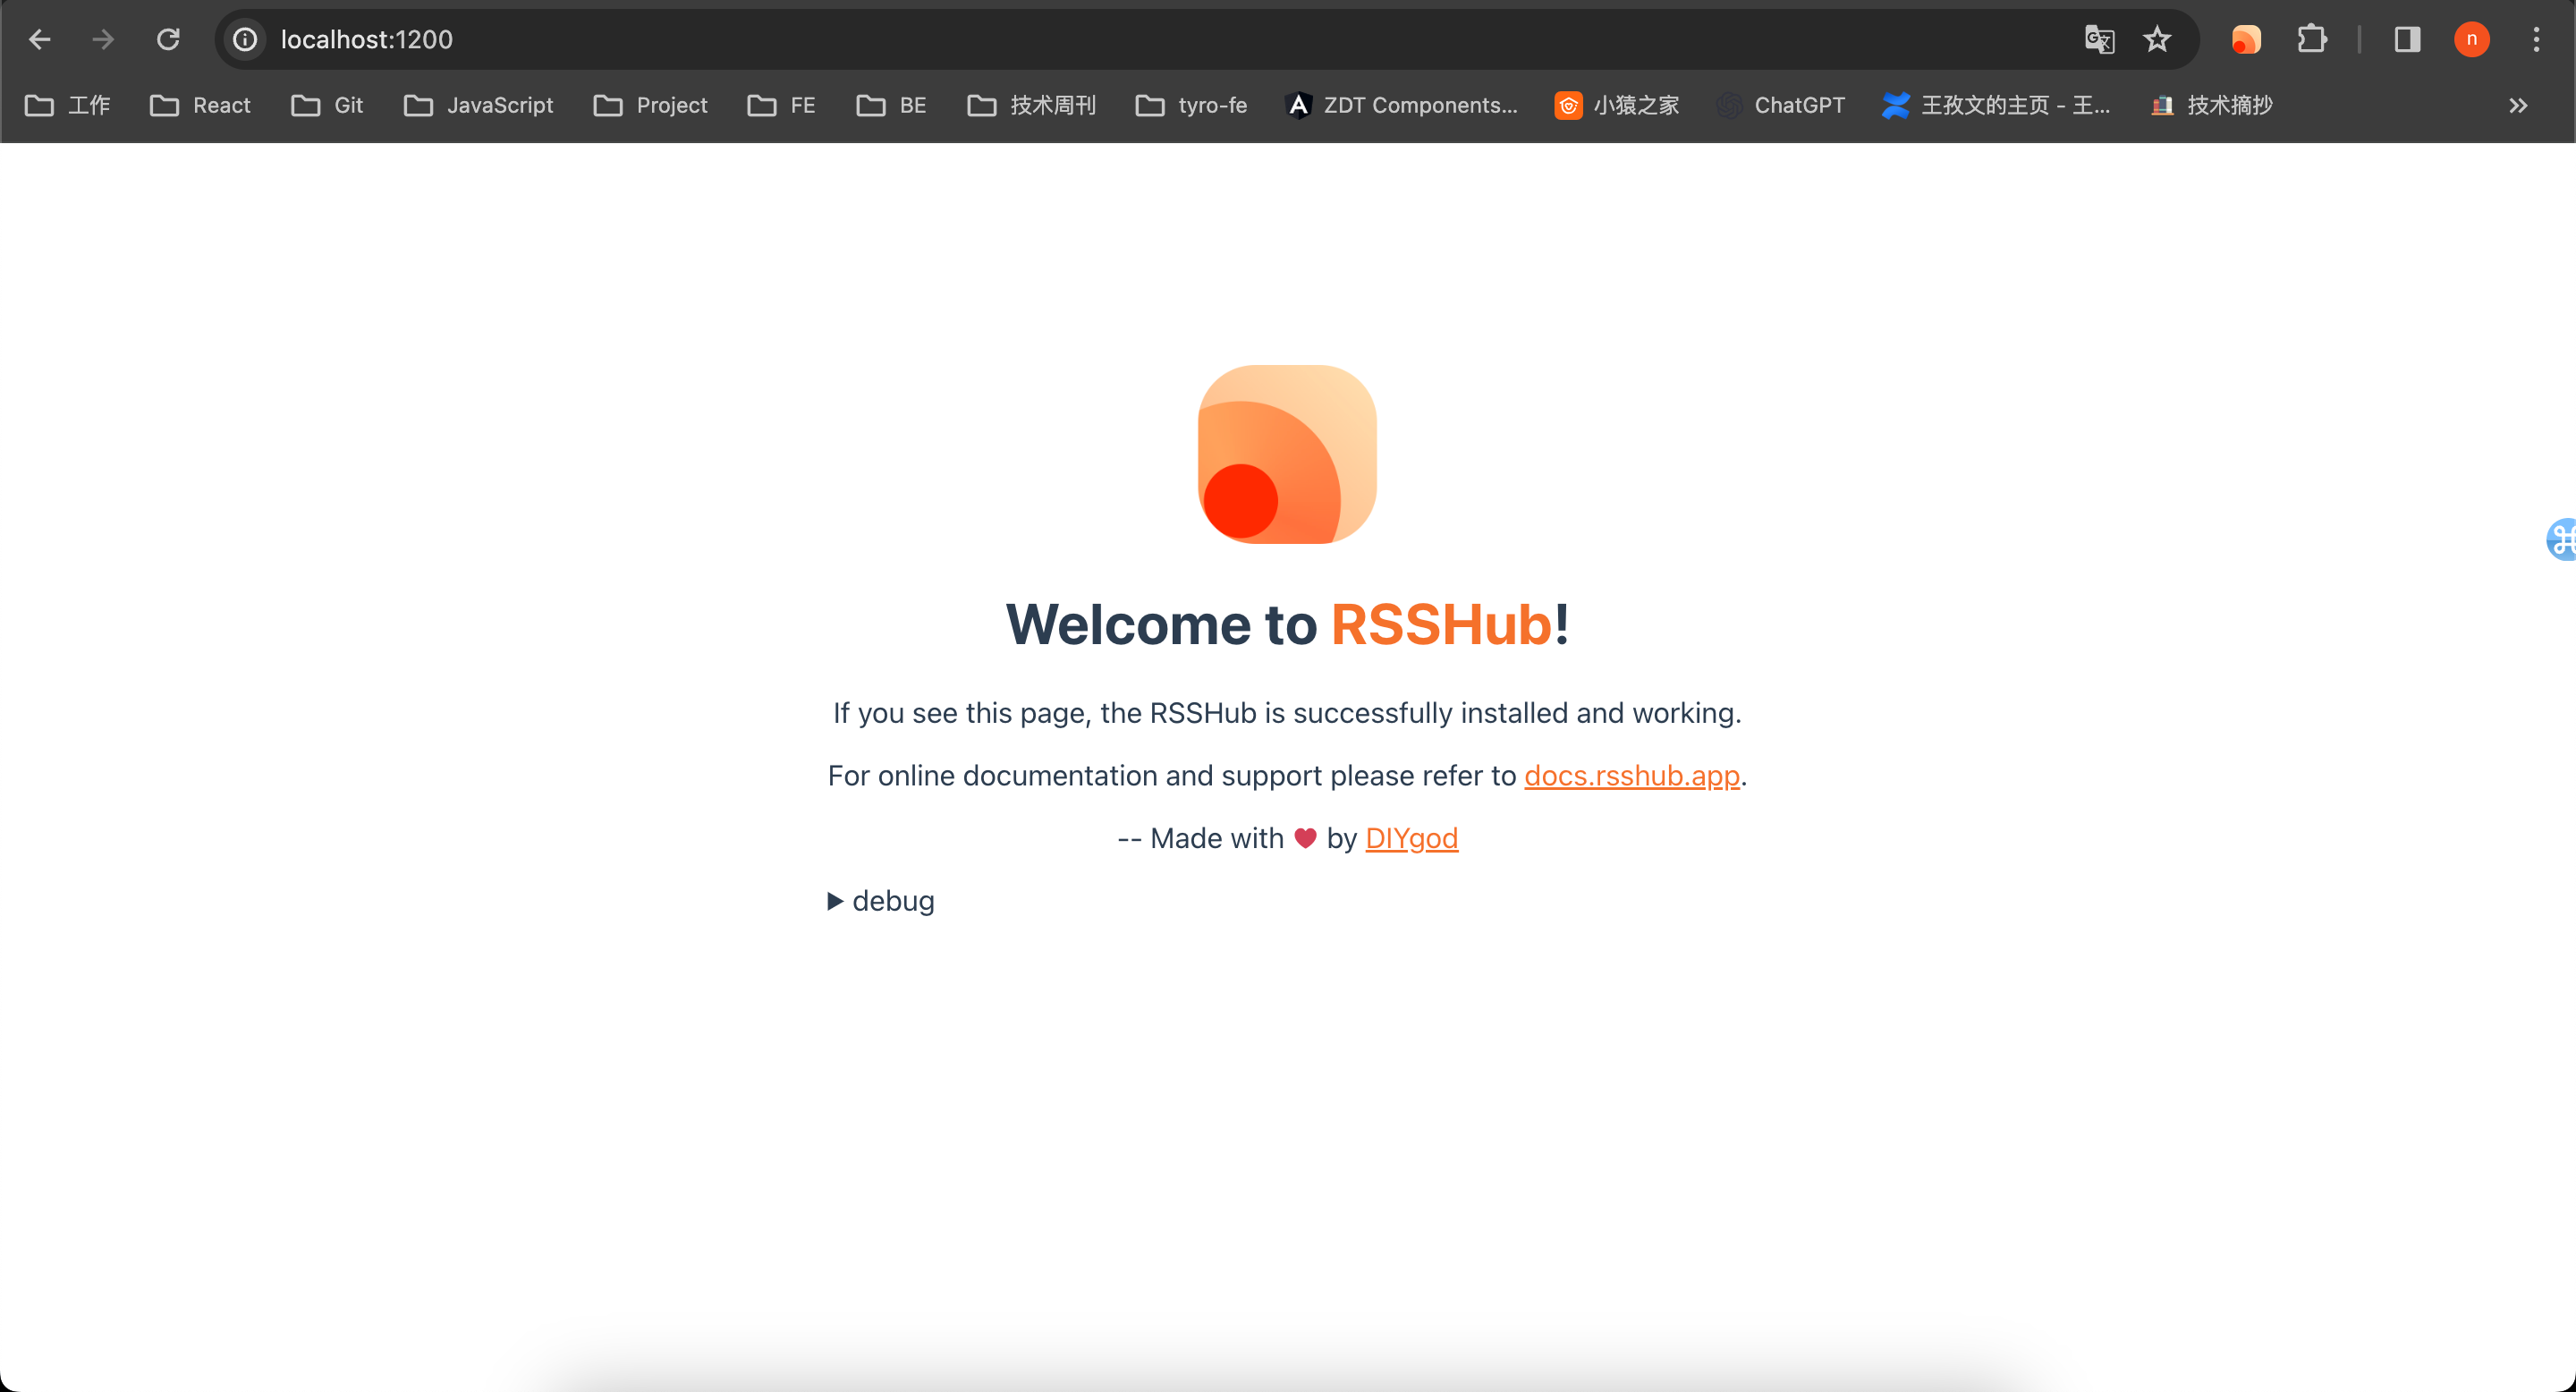 localhost:1200
n
工作 React Git JavaScript Project FE BE 技术周刊 tyro-fe ZDT Components... 小猿之家 ChatGPT 王孜文的主页 - 王... 技术摘抄
Welcome to RSSHub!
If you see this page, the RSSHub is successfully installed and working.
For online documentation and support please refer to docs.rsshub.app.
-- Made with ❤️ by DIYgod
▶ debug